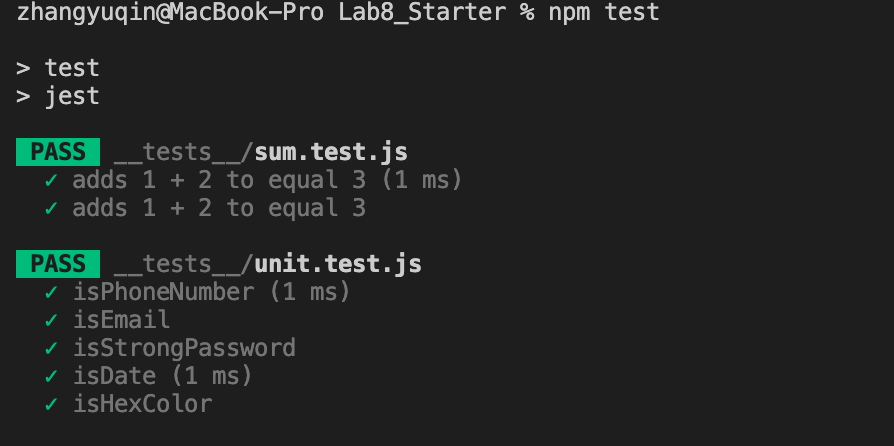 zhangyuqin@MacBook-Pro Lab8_Starter % npm test
> test
> jest
PASS __tests__/sum.test.js
✓ adds 1 + 2 to equal 3 (1 ms)
✓ adds 1 + 2 to equal 3
PASS __tests__/unit.test.js
✓ isPhoneNumber (1 ms)
✓ isEmail
✓ isStrongPassword
✓ isDate (1 ms)
✓ isHexColor